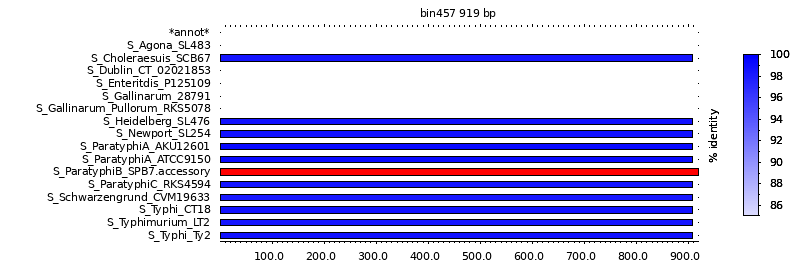 bin457 919 bp
*annot*
S_Agona_SL483
S_Choleraesuis_SCB67
S_Dublin_CT_02021853
S_Enteritdis_P125109
S_Gallinarum_28791
S_Gallinarum_Pullorum_RKS5078
S_Heidelberg_SL476
S_Newport_SL254
S_ParatyphiA_AKU12601
S_ParatyphiA_ATCC9150
S_ParatyphiB_SPB7.accessory
S_ParatyphiC_RKS4594
S_Schwarzengrund_CVM19633
S_Typhi_CT18
S_Typhimurium_LT2
S_Typhi_Ty2
100.0 200.0 300.0 400.0 500.0 600.0 700.0 800.0 900.0
% identity
100
98
96
94
92
90
88
86